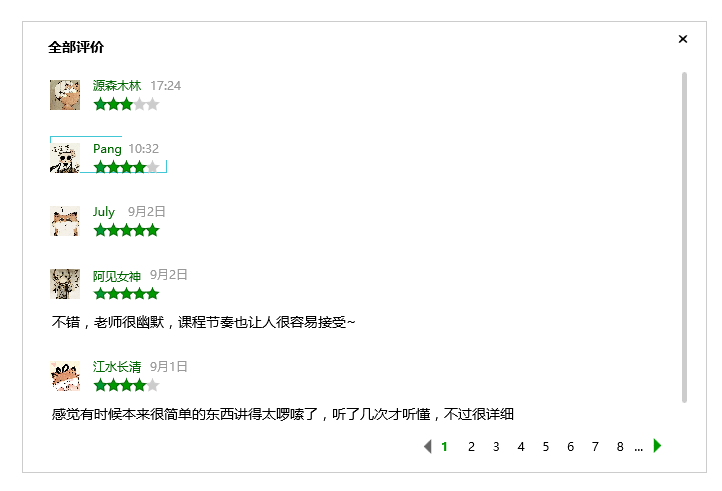 全部评价
源森木林 17:24
Pang 10:32
July 9月2日
阿见女神 9月2日
不错，老师很幽默，课程节奏也让人很容易接受~
江水长清 9月1日
感觉有时候本来很简单的东西讲得太啰嗦了，听了几次才听懂，不过很详细
1 2 3 4 5 6 7 8 ...